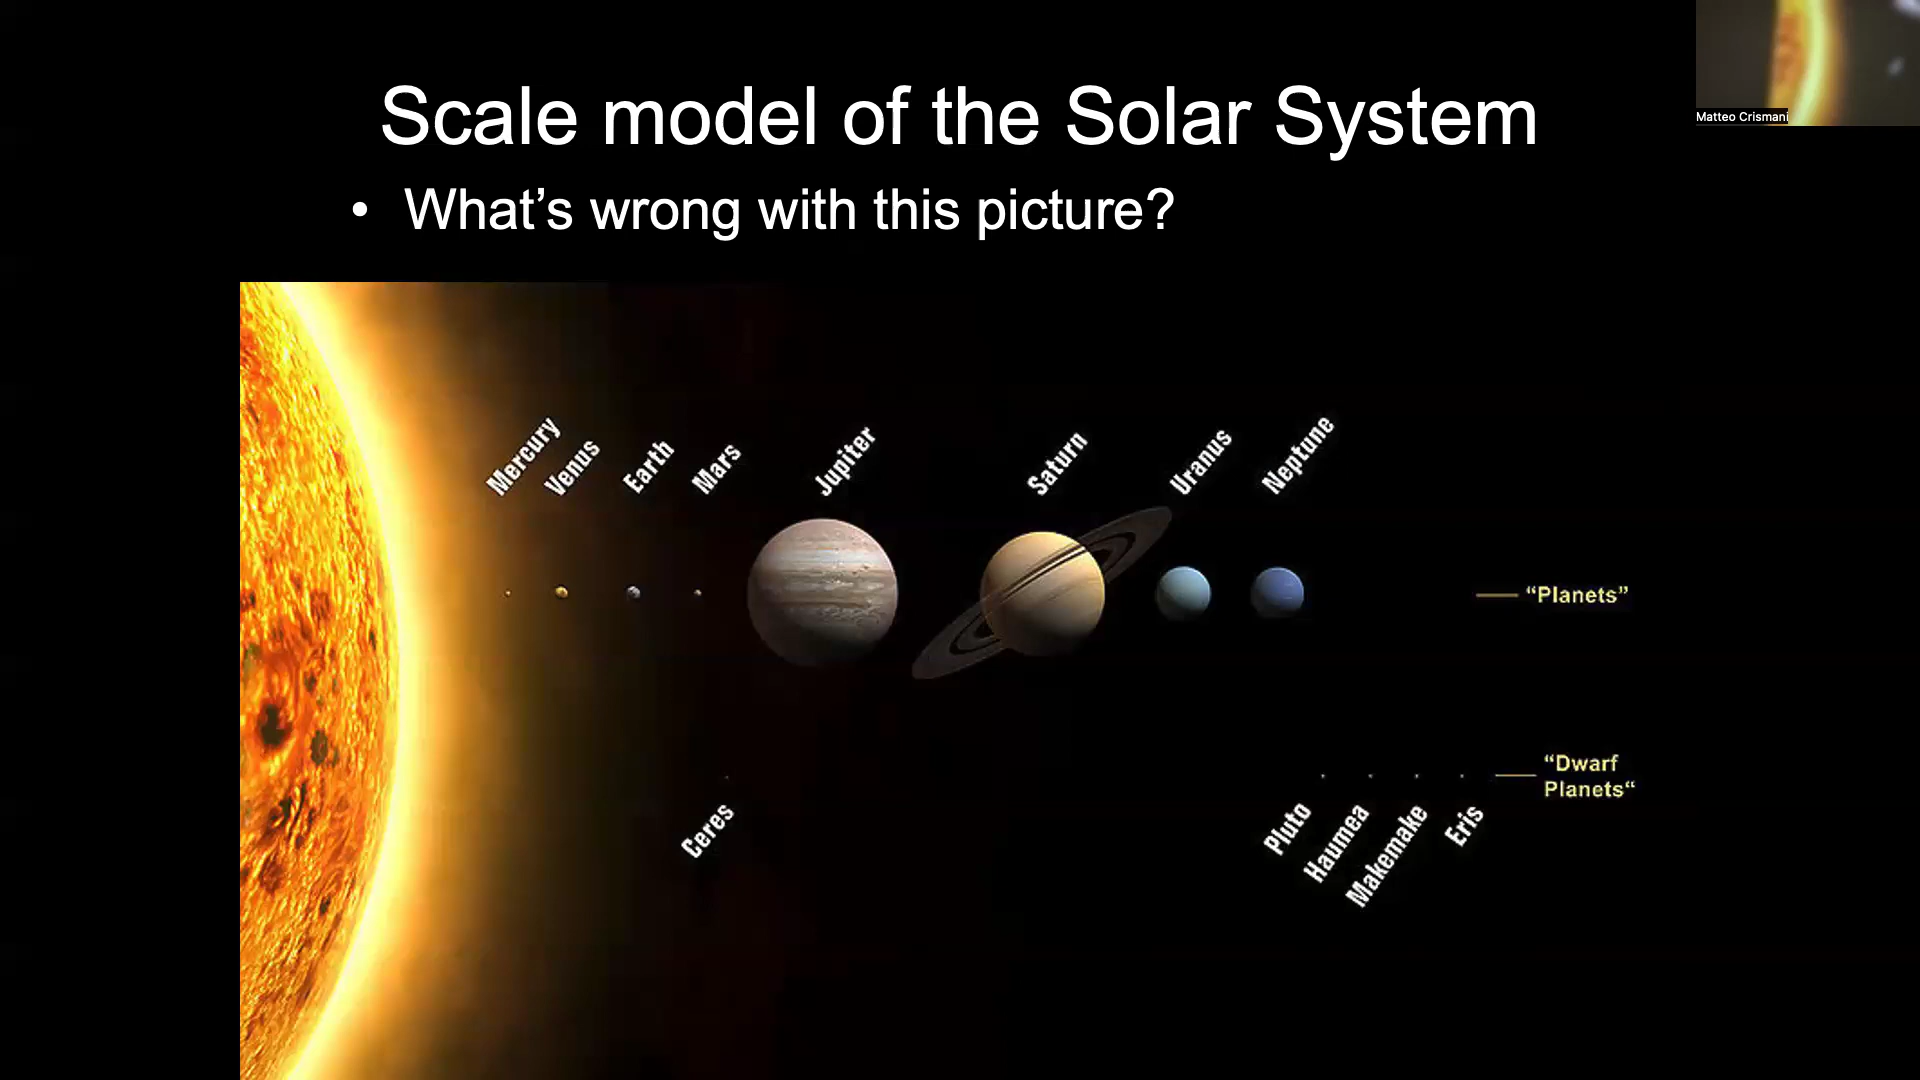 Matteo Crismani
Scale model of the Solar System
• What’s wrong with this picture?
Mercury
Venus
Earth
Mars
Jupiter
Saturn
Uranus
Neptune
“Planets”
Ceres
Pluto
Haumea
Makemake
Eris
“Dwarf
Planets“